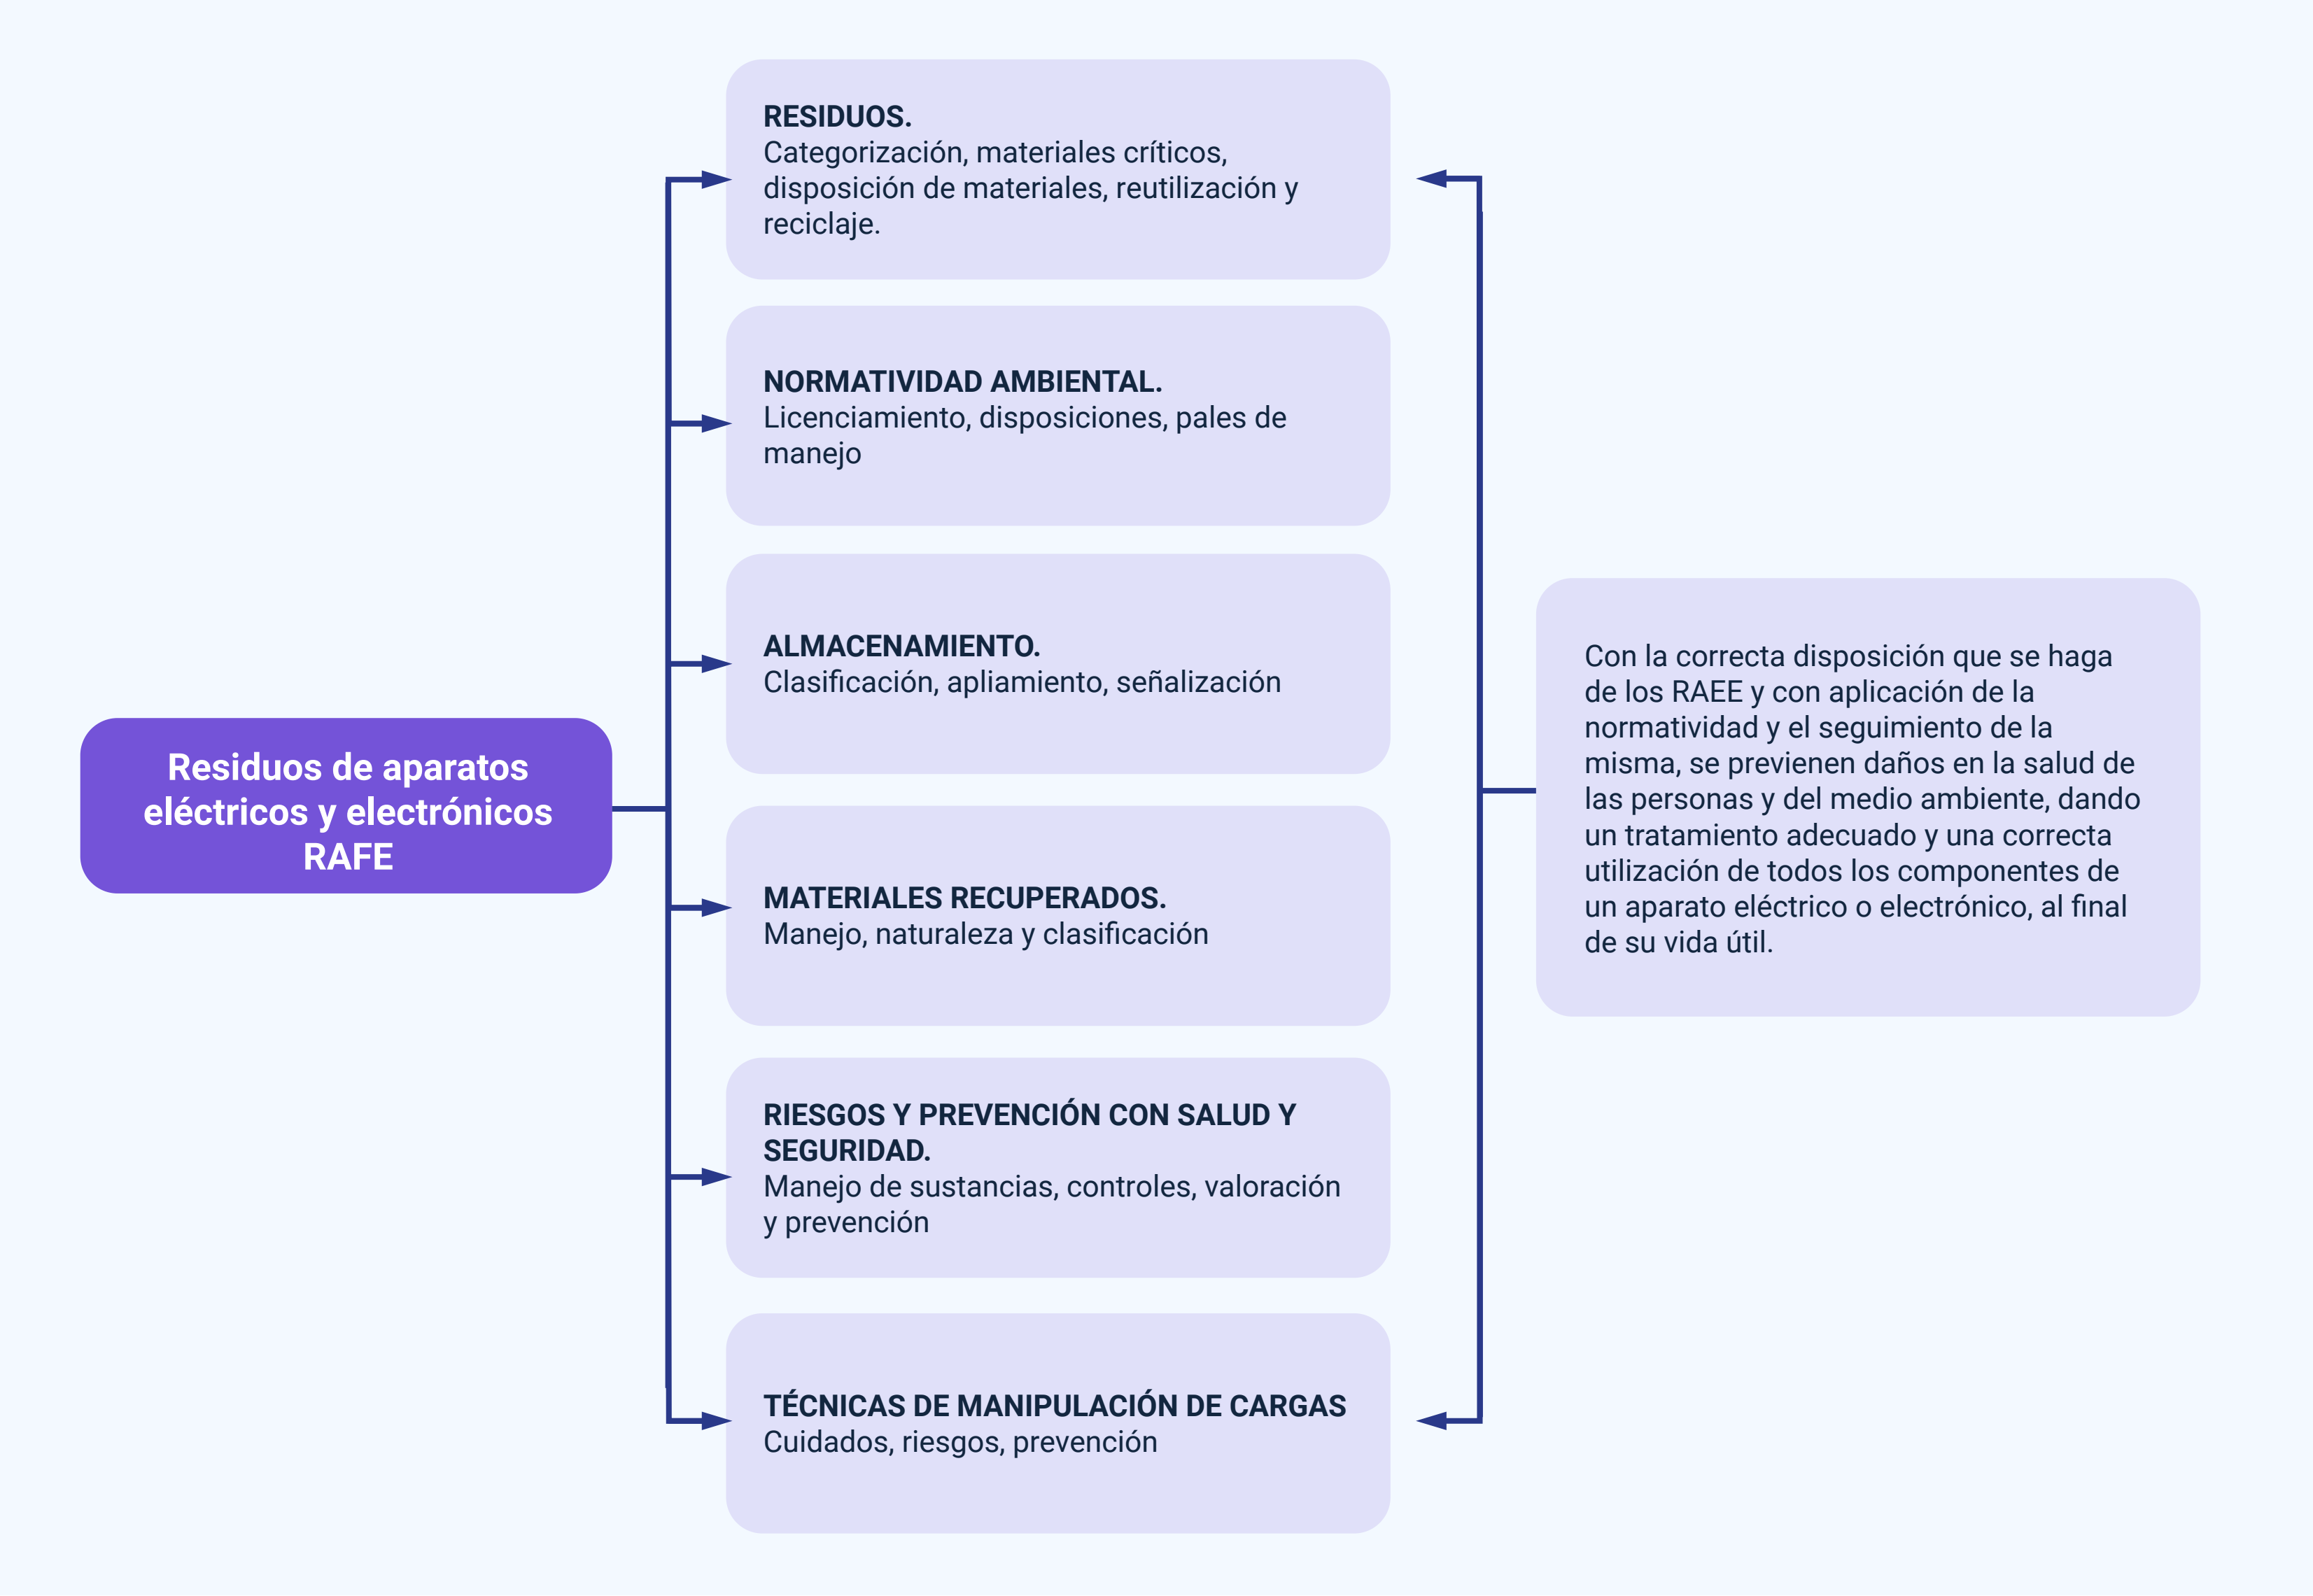 Residuos de aparatos
eléctricos y electrónicos
RAFE
RESIDUOS.
Categorización, materiales críticos,
disposición de materiales, reutilización y
reciclaje.
NORMATIVIDAD AMBIENTAL.
Licenciamiento, disposiciones, pales de
manejo
ALMACENAMIENTO.
Clasificación, apliamiento, señalización
MATERIALES RECUPERADOS.
Manejo, naturaleza y clasificación
RIESGOS Y PREVENCIÓN CON SALUD Y
SEGURIDAD.
Manejo de sustancias, controles, valoración
y prevención
TÉCNICAS DE MANIPULACIÓN DE CARGAS
Cuidados, riesgos, prevención
Con la correcta disposición que se haga
de los RAEE y con aplicación de la
normatividad y el seguimiento de la
misma, se previenen daños en la salud de
las personas y del medio ambiente, dando
un tratamiento adecuado y una correcta
utilización de todos los componentes de
un aparato eléctrico o electrónico, al final
de su vida útil.